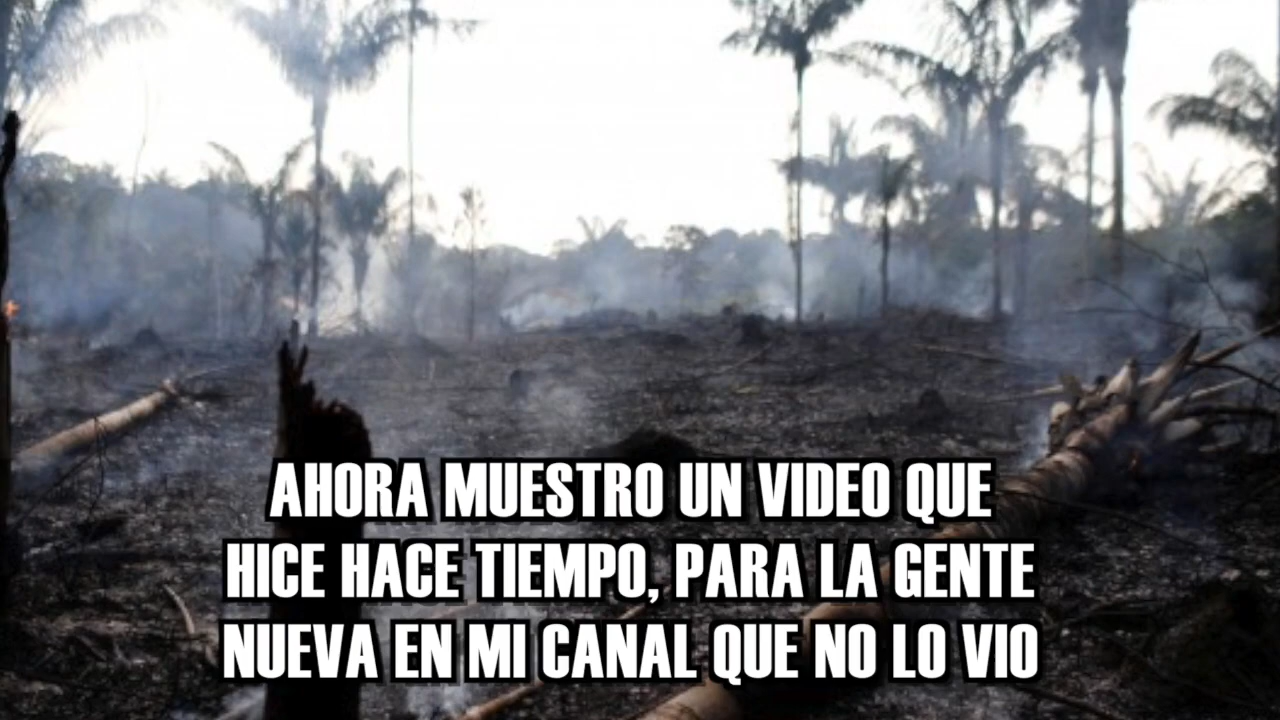 AHORA MUESTRO UN VIDEO QUE
HICE HACE TIEMPO, PARA LA GENTE
NUEVA EN MI CANAL QUE NO LO VIO